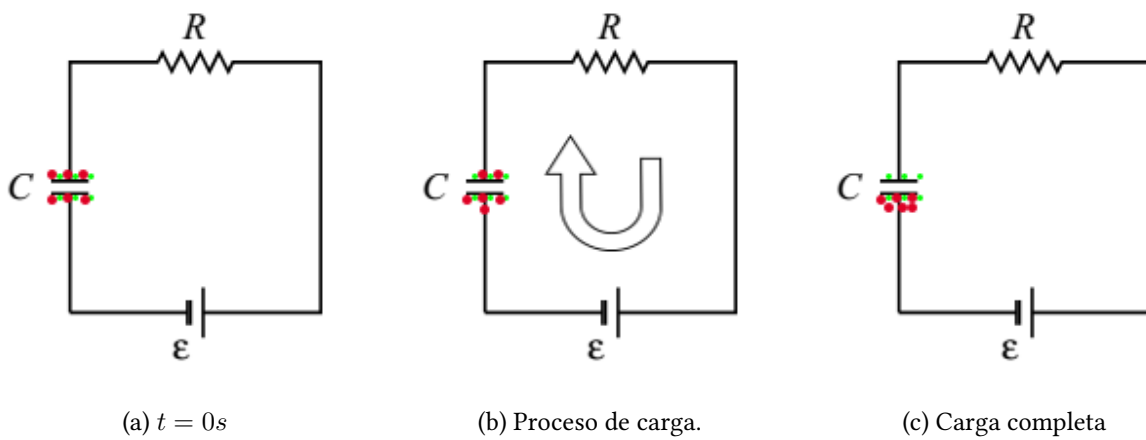 R
C
ε
(a) t = 0s
R
C
ε
(b) Proceso de carga.
R
C
ε
(c) Carga completa